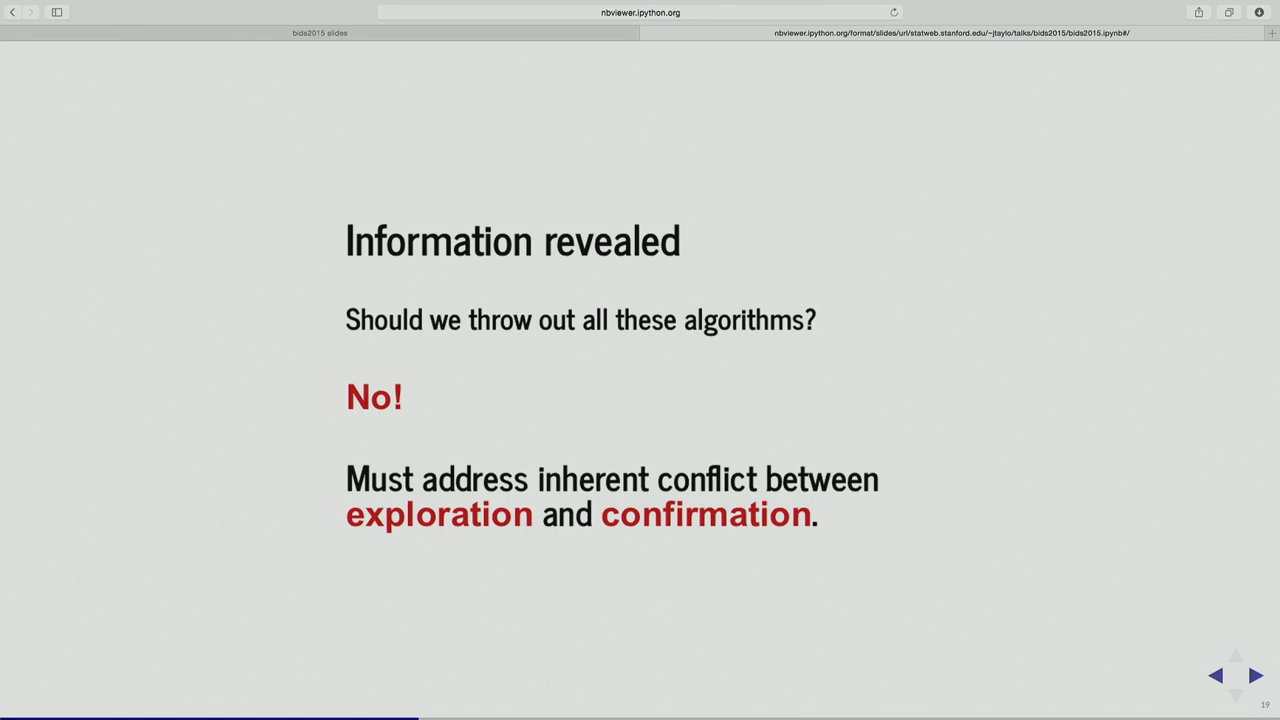 nbviewer.ipython.org
bids2015 slides
nbviewer.ipython.org/format/slides/url/statweb.stanford.edu/~jtaylo/talks/bids2015/bids2015.ipynb#/
Information revealed
Should we throw out all these algorithms?
No!
Must address inherent conflict between
exploration and confirmation.
19